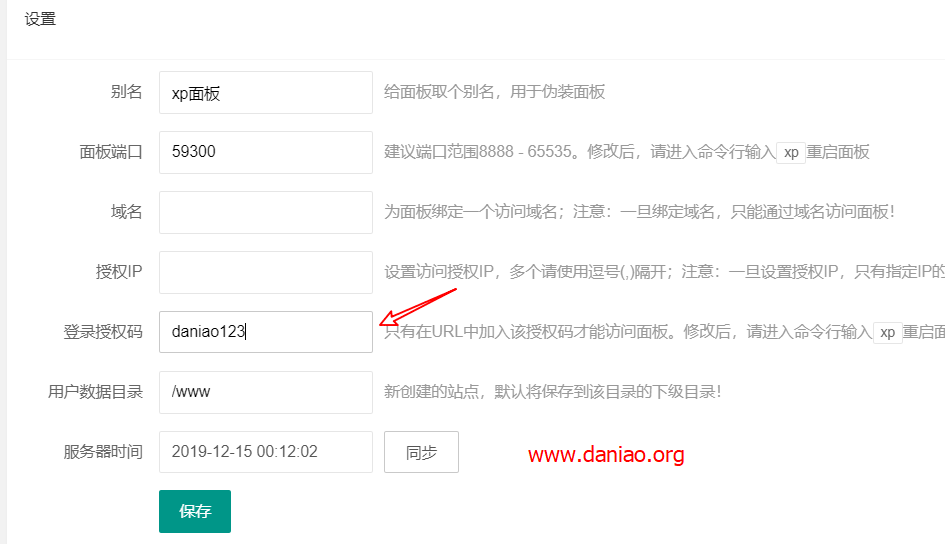 设置
别名 xp面板 给面板取个别名，用于伪装面板
面板端口 59300 建议端口范围8888 - 65535。修改后，请进入命令行输入 xp 重启面板
域名 为面板绑定一个访问域名；注意：一旦绑定域名，只能通过域名访问面板！
授权IP 设置访问授权IP，多个请使用逗号(,)隔开；注意：一旦设置授权IP，只有指定IP的
登录授权码 daniao123 只有在URL中加入该授权码才能访问面板。修改后，请进入命令行输入 xp 重启面
用户数据目录 /www 新创建的站点，默认将保存到该目录的下级目录！
服务器时间 2019-12-15 00:12:02 同步 www.daniao.org
保存